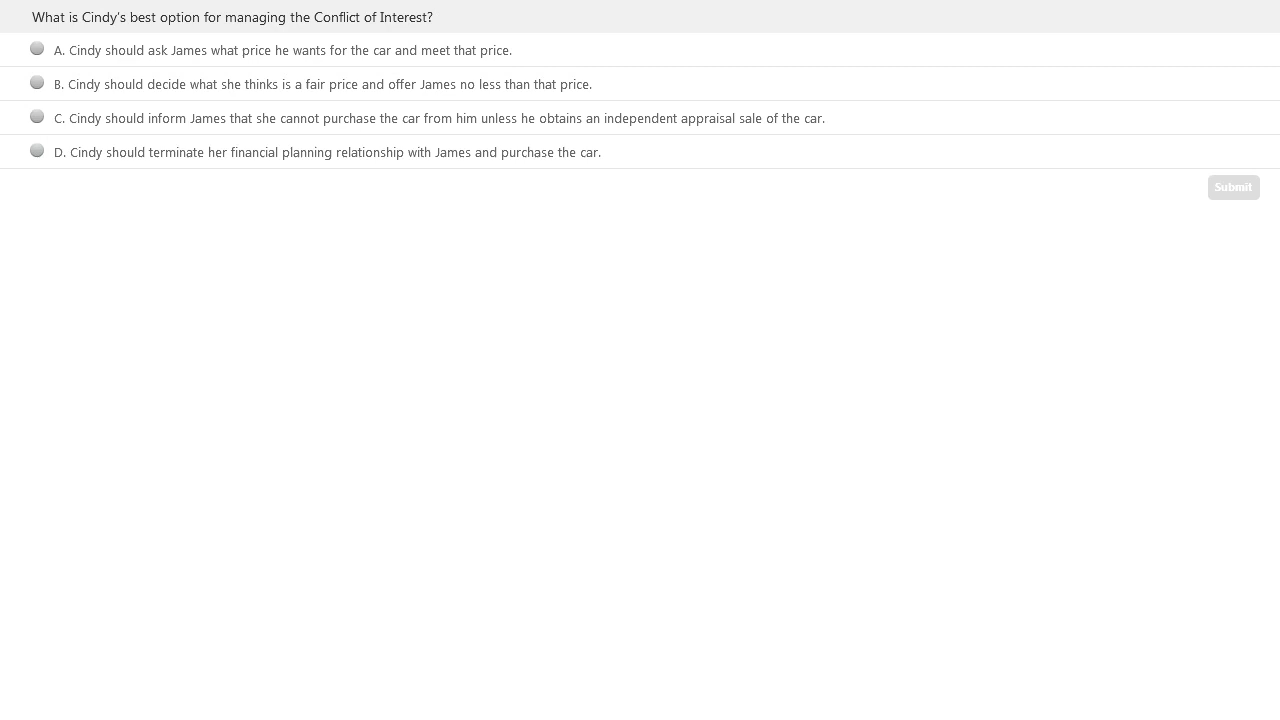 What is Cindy's best option for managing the Conflict of Interest?
A. Cindy should ask James what price he wants for the car and meet that price.
B. Cindy should decide what she thinks is a fair price and offer James no less than that price.
C. Cindy should inform James that she cannot purchase the car from him unless he obtains an independent appraisal sale of the car.
D. Cindy should terminate her financial planning relationship with James and purchase the car.
Submit